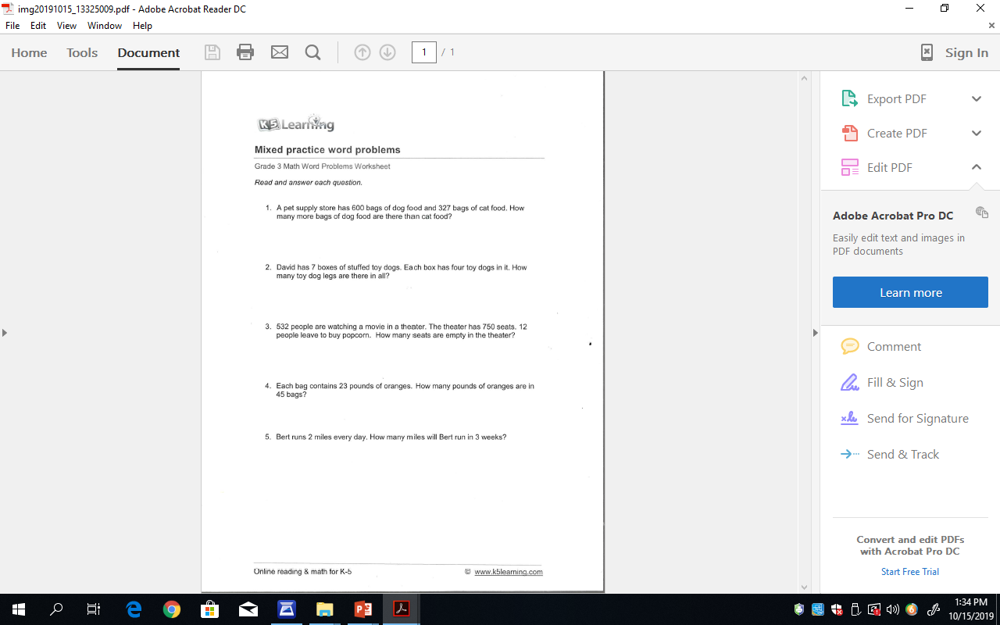 img20191015_13325009.pdf - Adobe Acrobat Reader DC
File Edit View Window Help
Home Tools Document 1 / 1 Sign In
K5 Learning
Mixed practice word problems
Grade 3 Math Word Problems Worksheet
Read and answer each question.
1. A pet supply store has 600 bags of dog food and 327 bags of cat food. How
many more bags of dog food are there than cat food?
2. David has 7 boxes of stuffed toy dogs. Each box has four toy dogs in it. How
many toy dog legs are there in all?
3. 532 people are watching a movie in a theater. The theater has 750 seats. 12
people leave to buy popcorn. How many seats are empty in the theater?
4. Each bag contains 23 pounds of oranges. How many pounds of oranges are in
45 bags?
5. Bert runs 2 miles every day. How many miles will Bert run in 3 weeks?
Online reading & math for K-5 © www.k5learning.com
Export PDF
Create PDF
Edit PDF
Adobe Acrobat Pro DC
Easily edit text and images in
PDF documents
Learn more
Comment
Fill & Sign
Send for Signature
Send & Track
Convert and edit PDFs
with Acrobat Pro DC
Start Free Trial
1:34 PM
10/15/2019